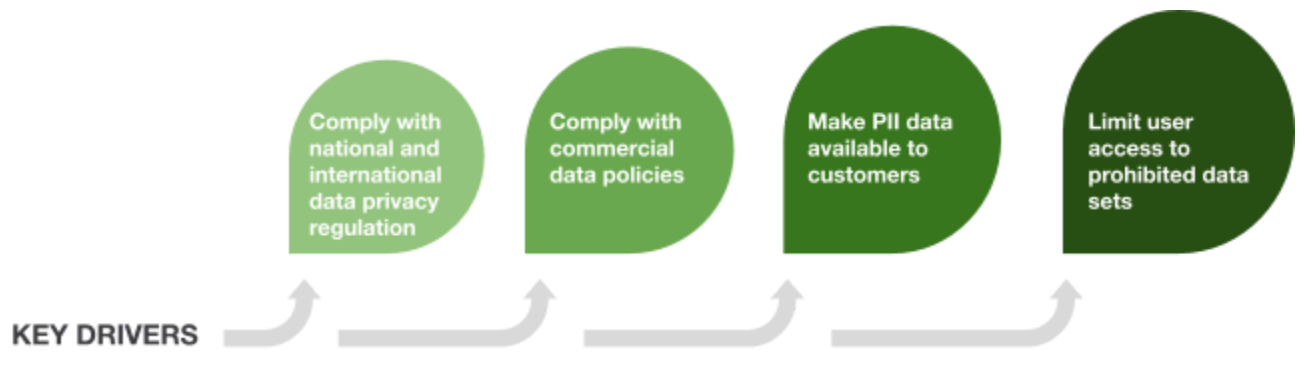 Comply with
national and
international
data privacy
regulation
Comply with
commercial
data policies
Make PII data
available to
customers
Limit user
access to
prohibited data
sets
KEY DRIVERS